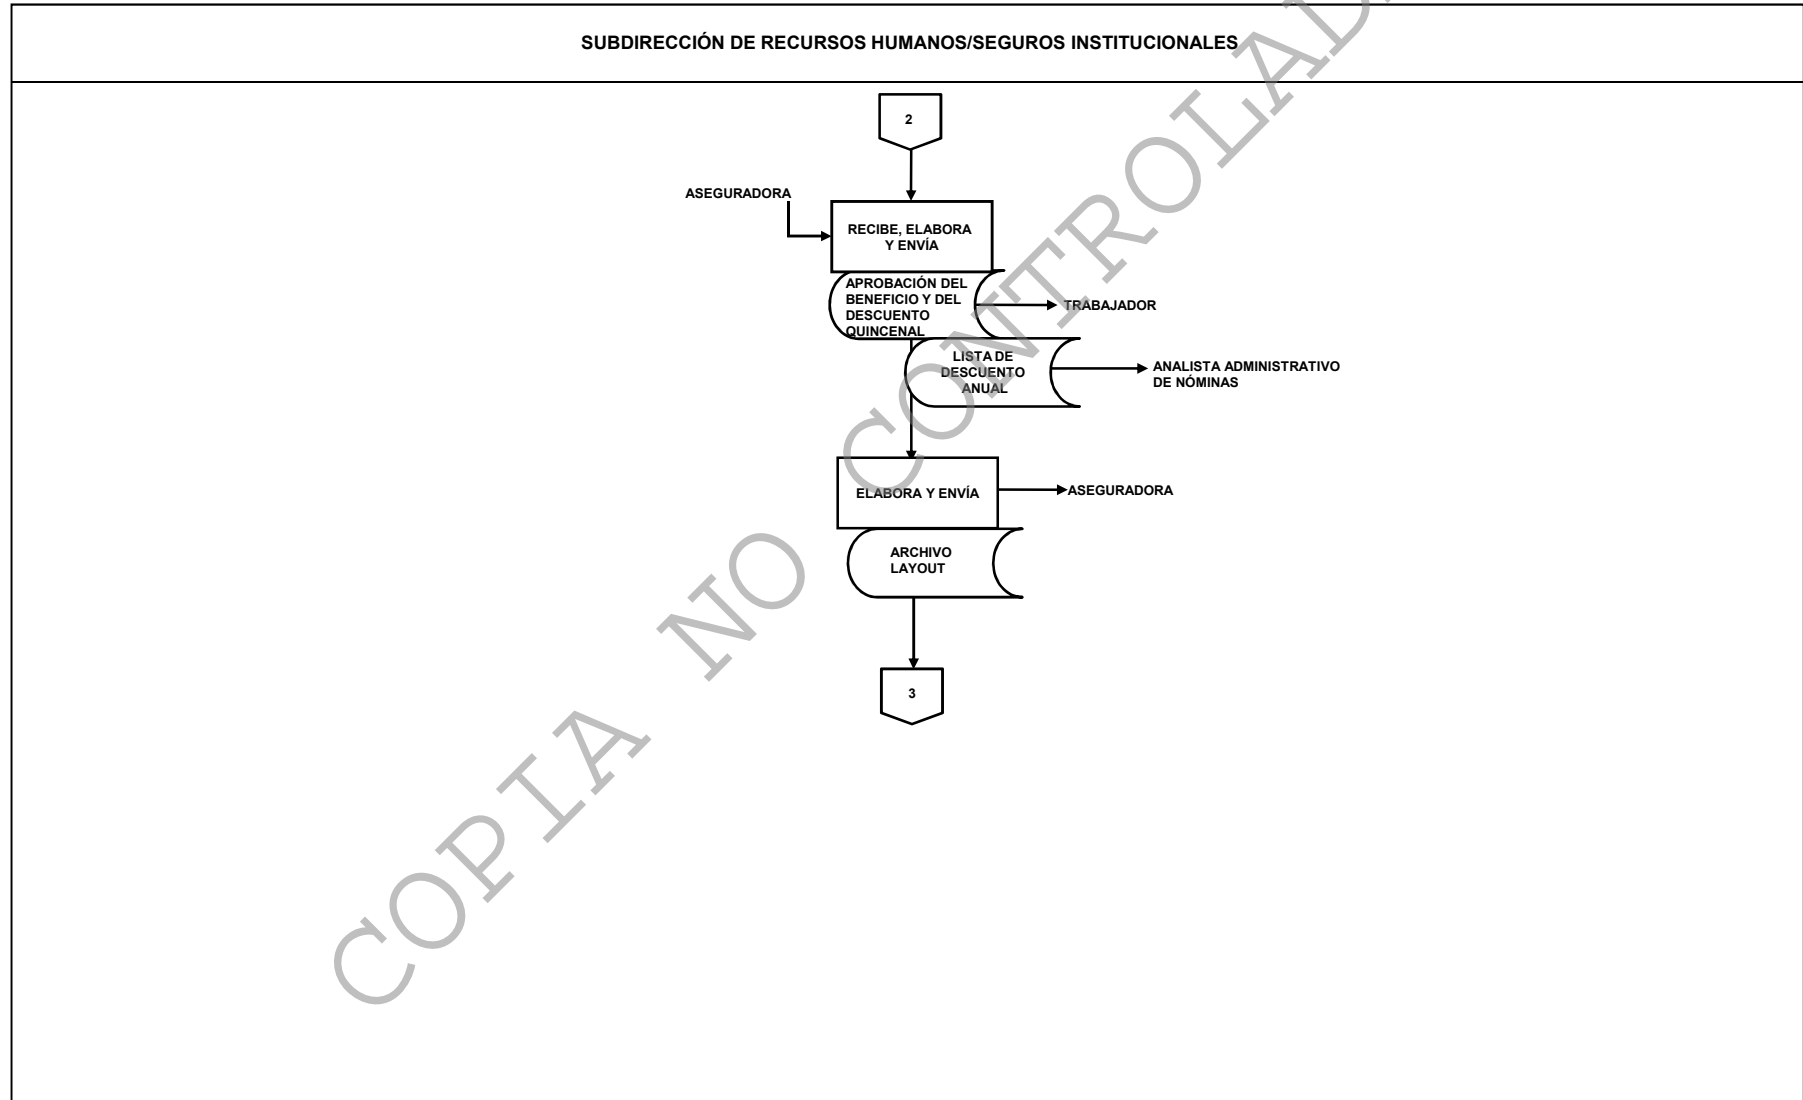 SUBDIRECCIÓN DE RECURSOS HUMANOS/SEGUROS INSTITUCIONALES
2
ASEGURADORA
RECIBE, ELABORA
Y ENVÍA
APROBACIÓN DEL
BENEFICIO Y DEL
DESCUENTO
QUINCENAL
TRABAJADOR
LISTA DE
DESCUENTO
ANUAL
ANALISTA ADMINISTRATIVO
DE NÓMINAS
ELABORA Y ENVÍA
ASEGURADORA
ARCHIVO
LAYOUT
3
COPIA NO CONTROLAD